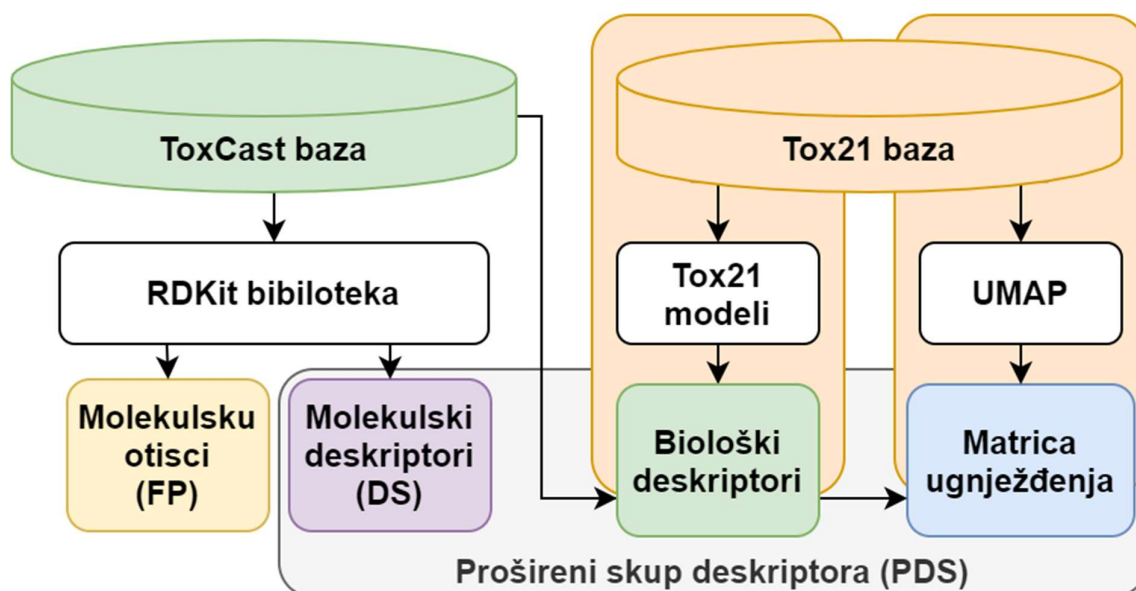 ToxCast baza
Tox21 baza
RDKit bibiloteka
Tox21
modeli
UMAP
Molekulsku
otisci
(FP)
Molekulski
deskriptori
(DS)
Biološki
deskriptori
Matrica
ugnježđenja
Prošireni skup deskriptora (PDS)